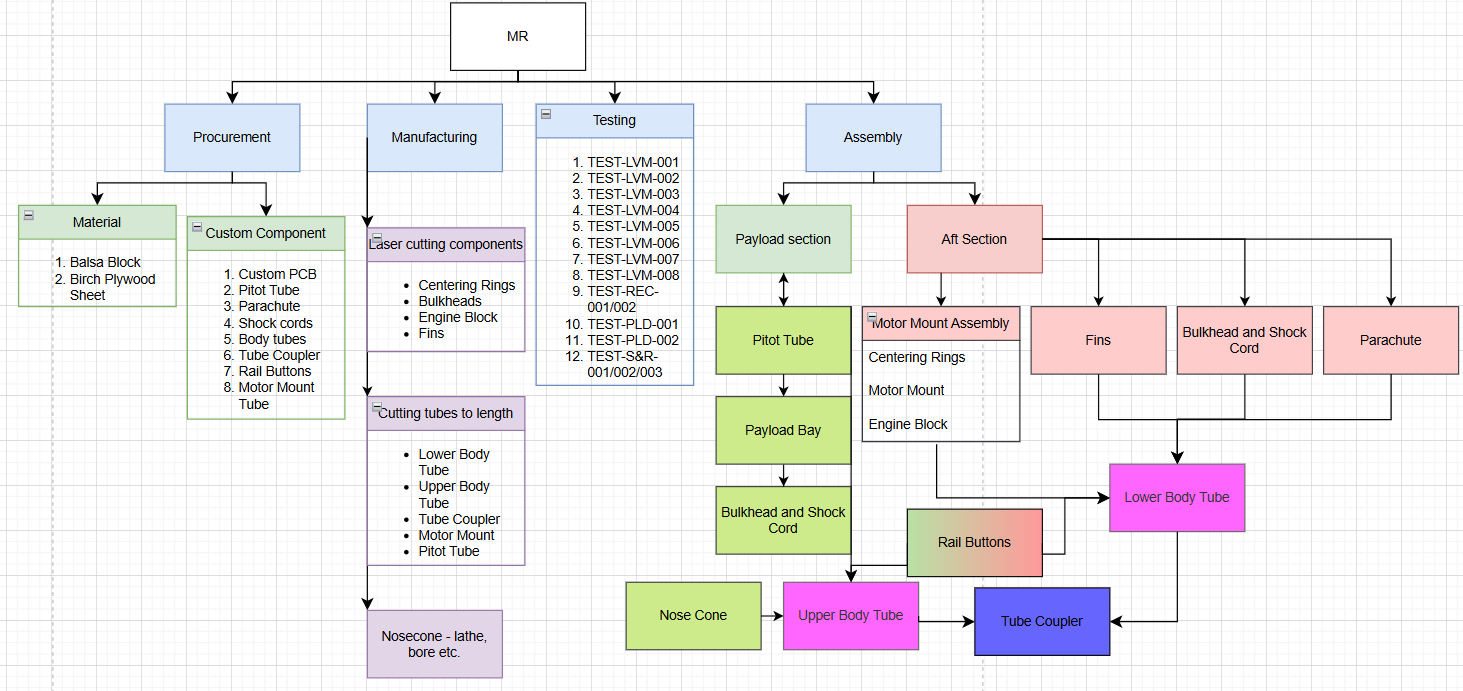 MR
Procurement
Manufacturing
Testing
Assembly
Material
1. Balsa Block
2. Birch Plywood
Sheet
Custom Component
1. Custom PCB
2. Pitot Tube
3. Parachute
4. Shock cords
5. Body tubes
6. Tube Coupler
7. Rail Buttons
8. Motor Mount
Tube
Laser cutting components
• Centering Rings
• Bulkheads
• Engine Block
• Fins
Cutting tubes to length
• Lower Body
Tube
• Upper Body
Tube
• Tube Coupler
• Motor Mount
• Pitot Tube
Nosecone - lathe,
bore etc.
1. TEST-LVM-001
2. TEST-LVM-002
3. TEST-LVM-003
4. TEST-LVM-004
5. TEST-LVM-005
6. TEST-LVM-006
7. TEST-LVM-007
8. TEST-LVM-008
9. TEST-REC-
001/002
10. TEST-PLD-001
11. TEST-PLD-002
12. TEST-S&R-
001/002/003
Payload section
Aft Section
Pitot Tube
Payload Bay
Bulkhead and Shock
Cord
Motor Mount Assembly
Centering Rings
Motor Mount
Engine Block
Fins
Bulkhead and Shock
Cord
Parachute
Lower Body Tube
Rail Buttons
Nose Cone
Upper Body Tube
Tube Coupler